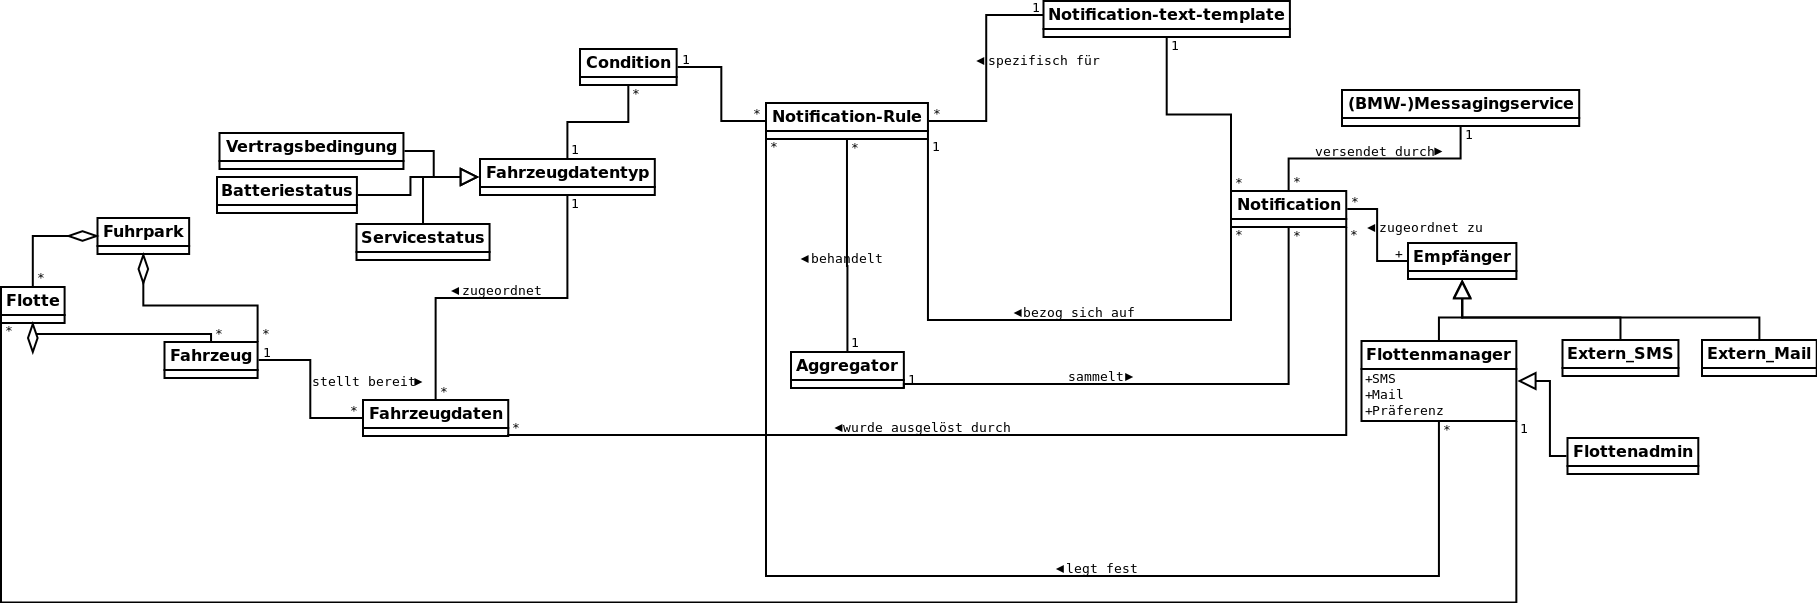 1
Notification-text-template
1
spezifisch für
Condition
1
*
(BMW-)Messagingservice
1
versendet durch
*
Notification-Rule
*
*
*
1
Vertragsbedingung
Batteriestatus
Servicestatus
1
Fahrzeugdatentyp
1
*
*
Notification
*
*
*
*
zugeordnet zu
+
Empfänger
Fuhrpark
*
Flotte
*
behandelt
zugeordnet
bezog sich auf
*
*
Fahrzeug
1
1
Aggregator
1
sammelt
stellt bereit
*
*
Fahrzeugdaten
*
wurde ausgelöst durch
Flottenmanager
+SMS
+Mail
+Präferenz
*
1
Extern_SMS
Extern_Mail
Flottenadmin
legt fest